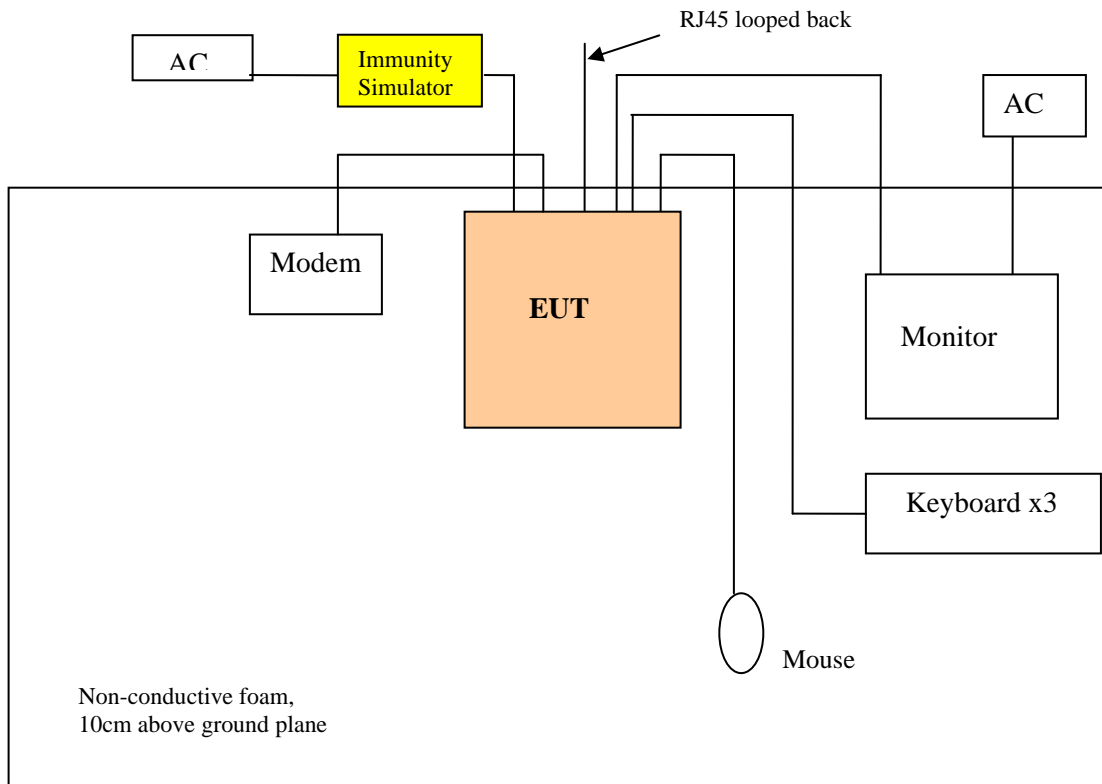 RJ45 looped back
AC
Immunity
Simulator
AC
Modem
EUT
Monitor
Keyboard x3
Mouse
Non-conductive foam,
10cm above ground plane